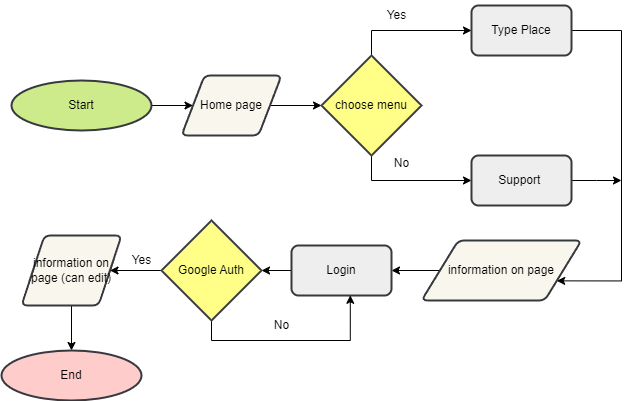 Yes
Type Place
Start
Home page
choose menu
No
Support
information on
page (can edit)
Yes
Google Auth
Login
information on page
No
End